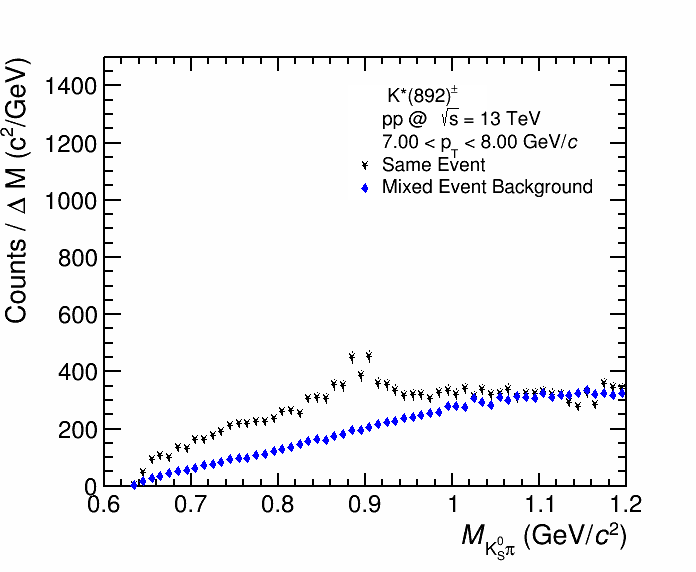 1400
1200
1000
800
600
400
200
0
Counts / Δ M (c²/GeV)
K*(892)±
pp @ √s = 13 TeV
7.00 < pT < 8.00 GeV/c
Same Event
Mixed Event Background
0.6 0.7 0.8 0.9 1 1.1 1.2
M K⁰Sπ (GeV/c²)